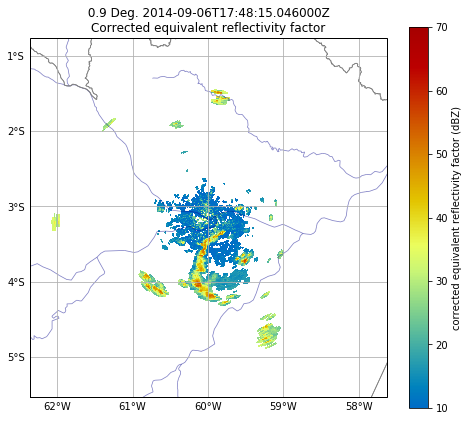 0.9 Deg. 2014-09-06T17:48:15.046000Z
Corrected equivalent reflectivity factor
1°S
2°S
3°S
4°S
5°S
62°W
61°W
60°W
59°W
58°W
70
60
50
40
30
20
10
corrected equivalent reflectivity factor (dBZ)